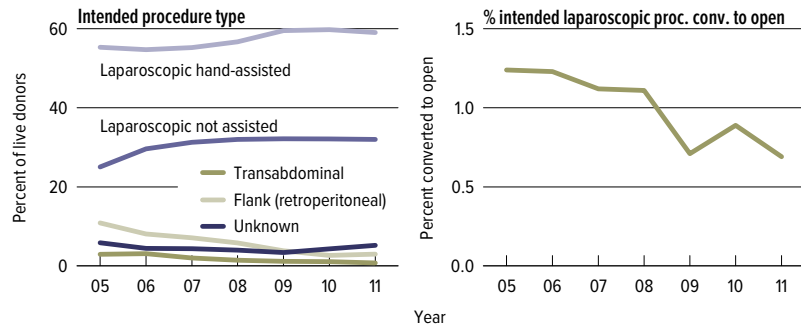 Intended procedure type
Percent of live donors
60
40
20
0
Laparoscopic hand-assisted
Laparoscopic not assisted
Transabdominal
Flank (retroperitoneal)
Unknown
05 06 07 08 09 10 11
% intended laparoscopic proc. conv. to open
Percent converted to open
1.5
1.0
0.5
0.0
05 06 07 08 09 10 11
Year